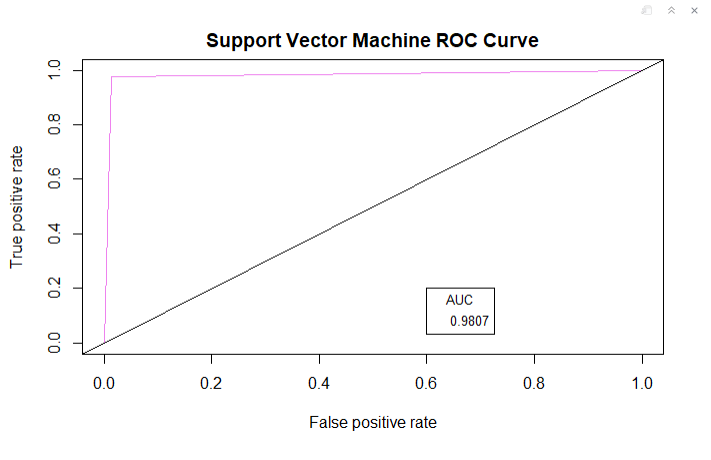 Support Vector Machine ROC Curve
True positive rate
1.0
0.8
0.6
0.4
0.2
0.0
AUC
0.9807
0.0 0.2 0.4 0.6 0.8 1.0
False positive rate